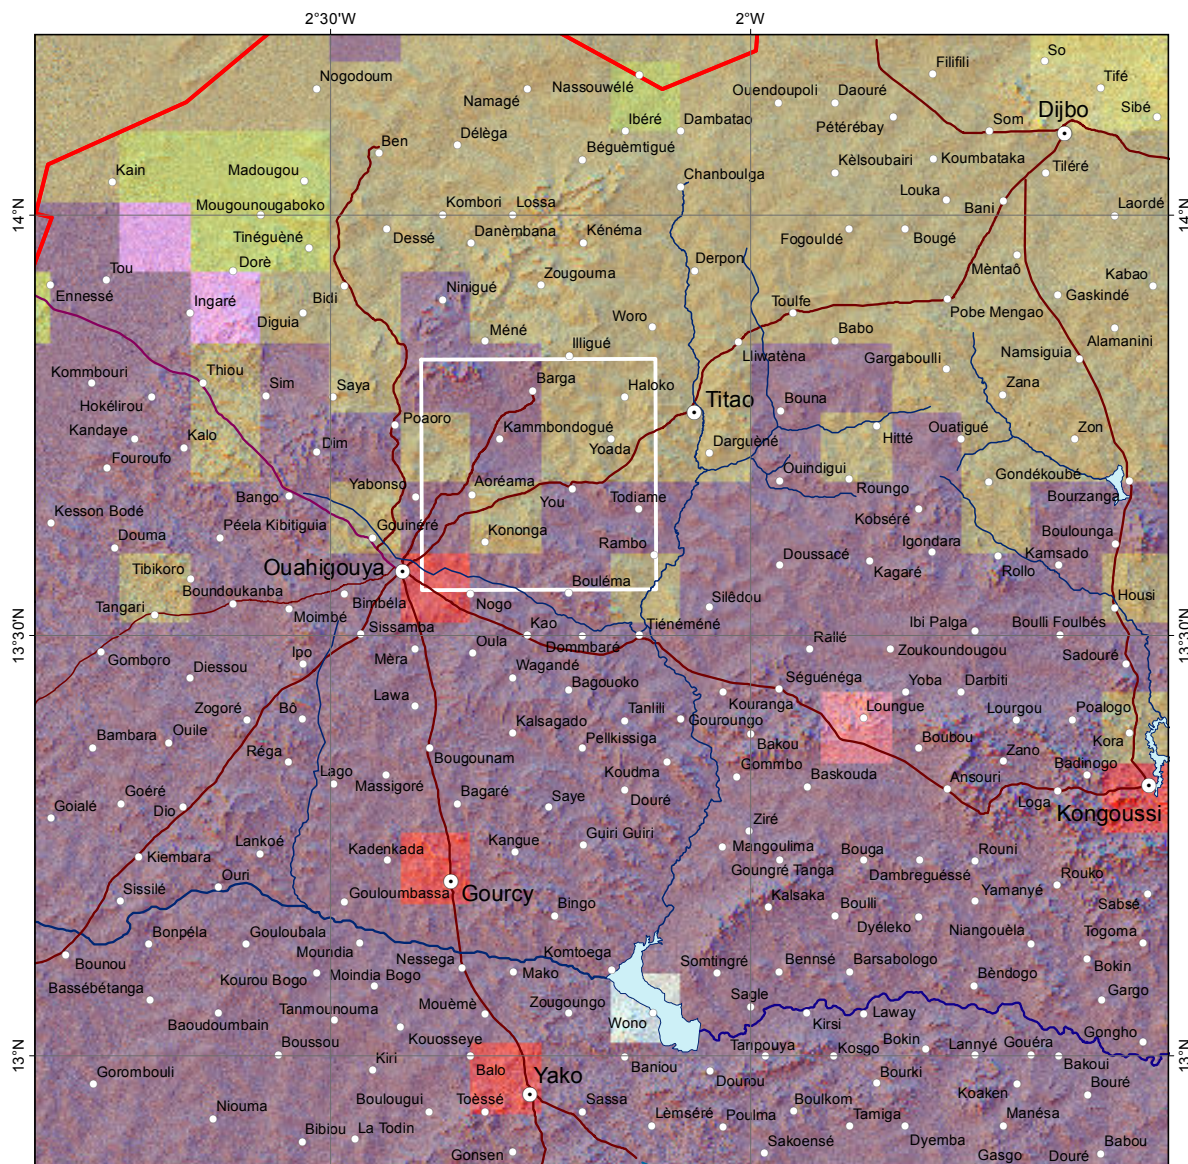 2°30'W 2°W
So
Filifili
Nogodoum
Nassouwélé
Ouendoupoli
Daouré
Tifé
Namagé
Sibé
Dijbo
Ibéré
Dambatao
Pétérébay
Som
Ben
Délèga
Béguèmtigué
Kèlsoubairi
Koumbataka
Tiléré
Kain
Madougou
Chanboulga
Louka
Bani
14°N
Mougounougaboko
Kombori
Lossa
Laordé
14°N
Tinéguèné
Dessé
Danèmbana
Kénéma
Fogouldé
Bougé
Dorè
Tou
Zougouma
Derpon
Mèntaô
Kabao
Ennessé
Ingaré
Bidi
Ninigué
Toulfe
Gaskindé
Diguia
Woro
Pobe Mengao
Méné
Illigué
Babo
Alamanini
Lliwatèna
Gargaboulli
Namsiguia
Kommbouri
Thiou
Sim
Saya
Barga
Haloko
Zana
Hokélirou
Titao
Bouna
Poaoro
Kandaye
Kalo
Dim
Kammbondogué
Yoada
Darguèné
Hitté
Ouatigué
Zon
Fouroufo
Ouindigui
Gondékoubé
Yabonso
Aoréama
You
Todiame
Roungo
Bourzanga
Bango
Kesson Bodé
Péela Kibitiguia
Gouinéré
Kobséré
Douma
Kononga
Rambo
Igondara
Boulounga
Doussacé
Kamsado
Ouahigouya
Tibikoro
Kagaré
Rollo
Boundoukanba
Bouléma
Tangari
Bimbéla
Nogo
Silêdou
Housi
Moimbé
Sissamba
Kao
Tiénéméné
Ibi Palga
Boulli Foulbés
13°30'N
Rallé
13°30'N
Gomboro
Ipo
Mèra
Oula
Dommbaré
Zoukoundougou
Sadouré
Diessou
Wagandé
Séguénéga
Yoba
Darbiti
Lawa
Bagouoko
Kouranga
Zogoré
Bô
Kalsagado
Tanlili
Gouroungo
Loungue
Lourgou
Poalogo
Bambara
Ouile
Réga
Bougounam
Pellkissiga
Bakou
Boubou
Zano
Kora
Lago
Massigoré
Koudma
Gommbo
Baskouda
Ansouri
Badinogo
Goialé
Goéré
Dio
Bagaré
Saye
Douré
Loga
Kongoussi
Ziré
Lankoé
Kadenkada
Kangue
Guiri Guiri
Mangoulima
Bouga
Rouni
Kiembara
Goungré Tanga
Dambreguèssé
Rouko
Sissilé
Ouri
Gouloumbassa
Gourcy
Kalsaka
Yamanyé
Sabsé
Bingo
Boulli
Dyéleko
Bonpéla
Gouloubala
Niangouèla
Togoma
Bounou
Mouridia
Nessega
Komtoega
Somtingré
Bennsé
Barsabologo
Bokin
Bassébétanga
Kourou Bogo
Moindia Bogo
Mako
Bèndogo
Gargo
Tanmounouma
Mouèmè
Zougoungo
Wono
Sagle
Baoudoumbain
Kirsi
Laway
Gongho
Kouosseye
Boussou
Taripouya
Kosgo
Bokin
Lannyé
Gouéra
13°N
13°N
Gorombouli
Kiri
Balo
Yako
Baniou
Dourou
Bourki
Bakoui
Bouré
Niouma
Boulougui
Toèssé
Sassa
Lèmséré
Poulma
Boulkom
Tamiga
Koaken
Manésa
Bibiou
La Todin
Dyemba
Babou
Gonsen
Sakoensé
Gasgo
Douré